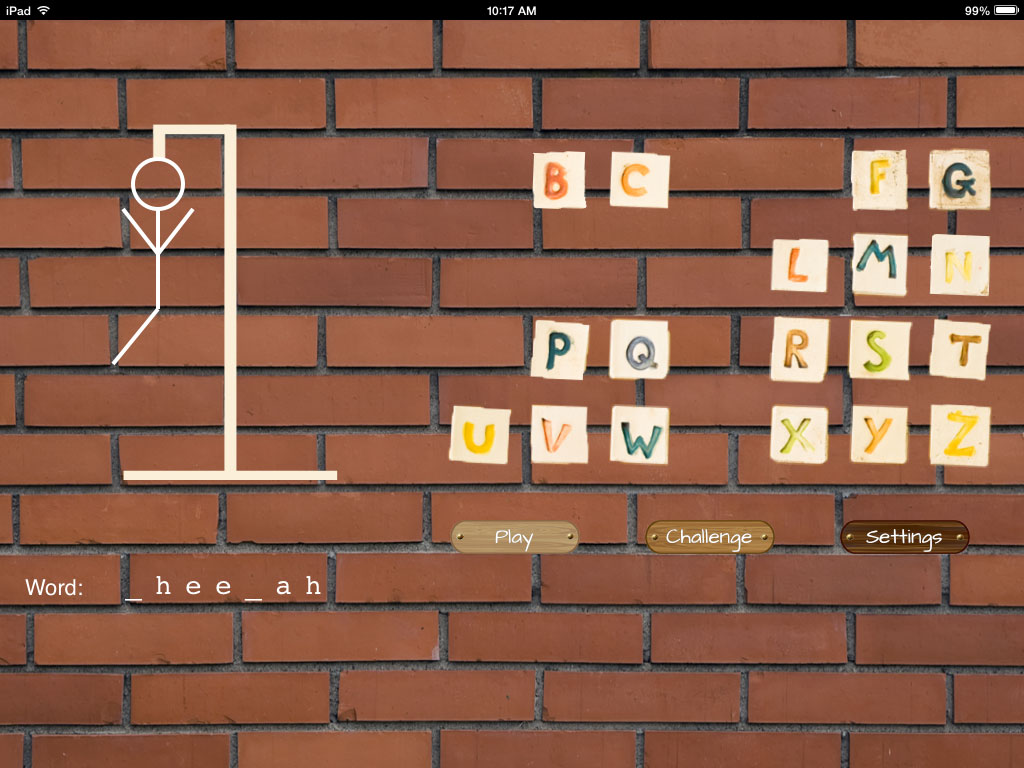 iPad 10:17 AM 99%
B C F G
L M N
P Q R S T
U V W X Y Z
Play Challenge Settings
Word: _ h e e _ a h